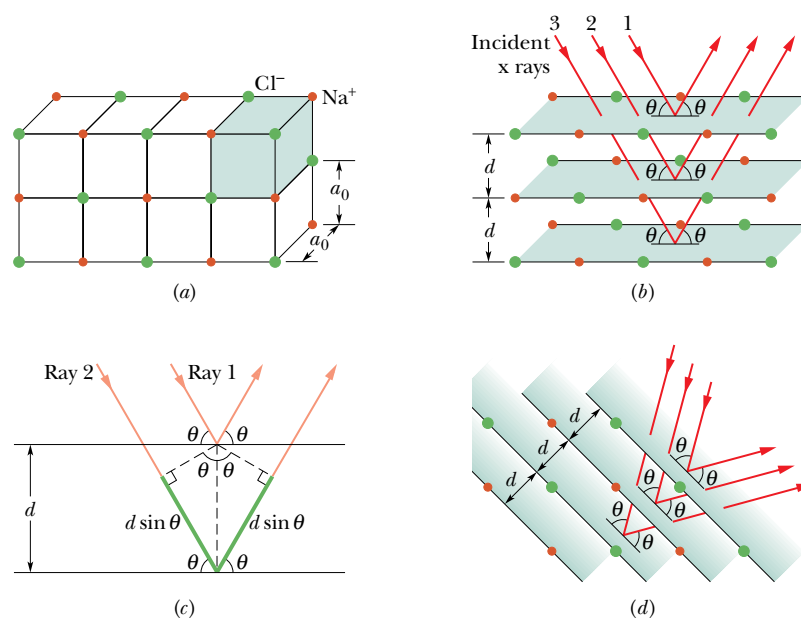 Cl⁻
Na⁺
a₀
a₀
(a)
3 2 1
Incident
x rays
θ θ
d
θ θ
d
θ θ
(b)
Ray 2 Ray 1
θ θ
θ θ
d
d sin θ d sin θ
θ θ
(c)
d
d
d
θ
θ
θ
θ
θ
θ
(d)